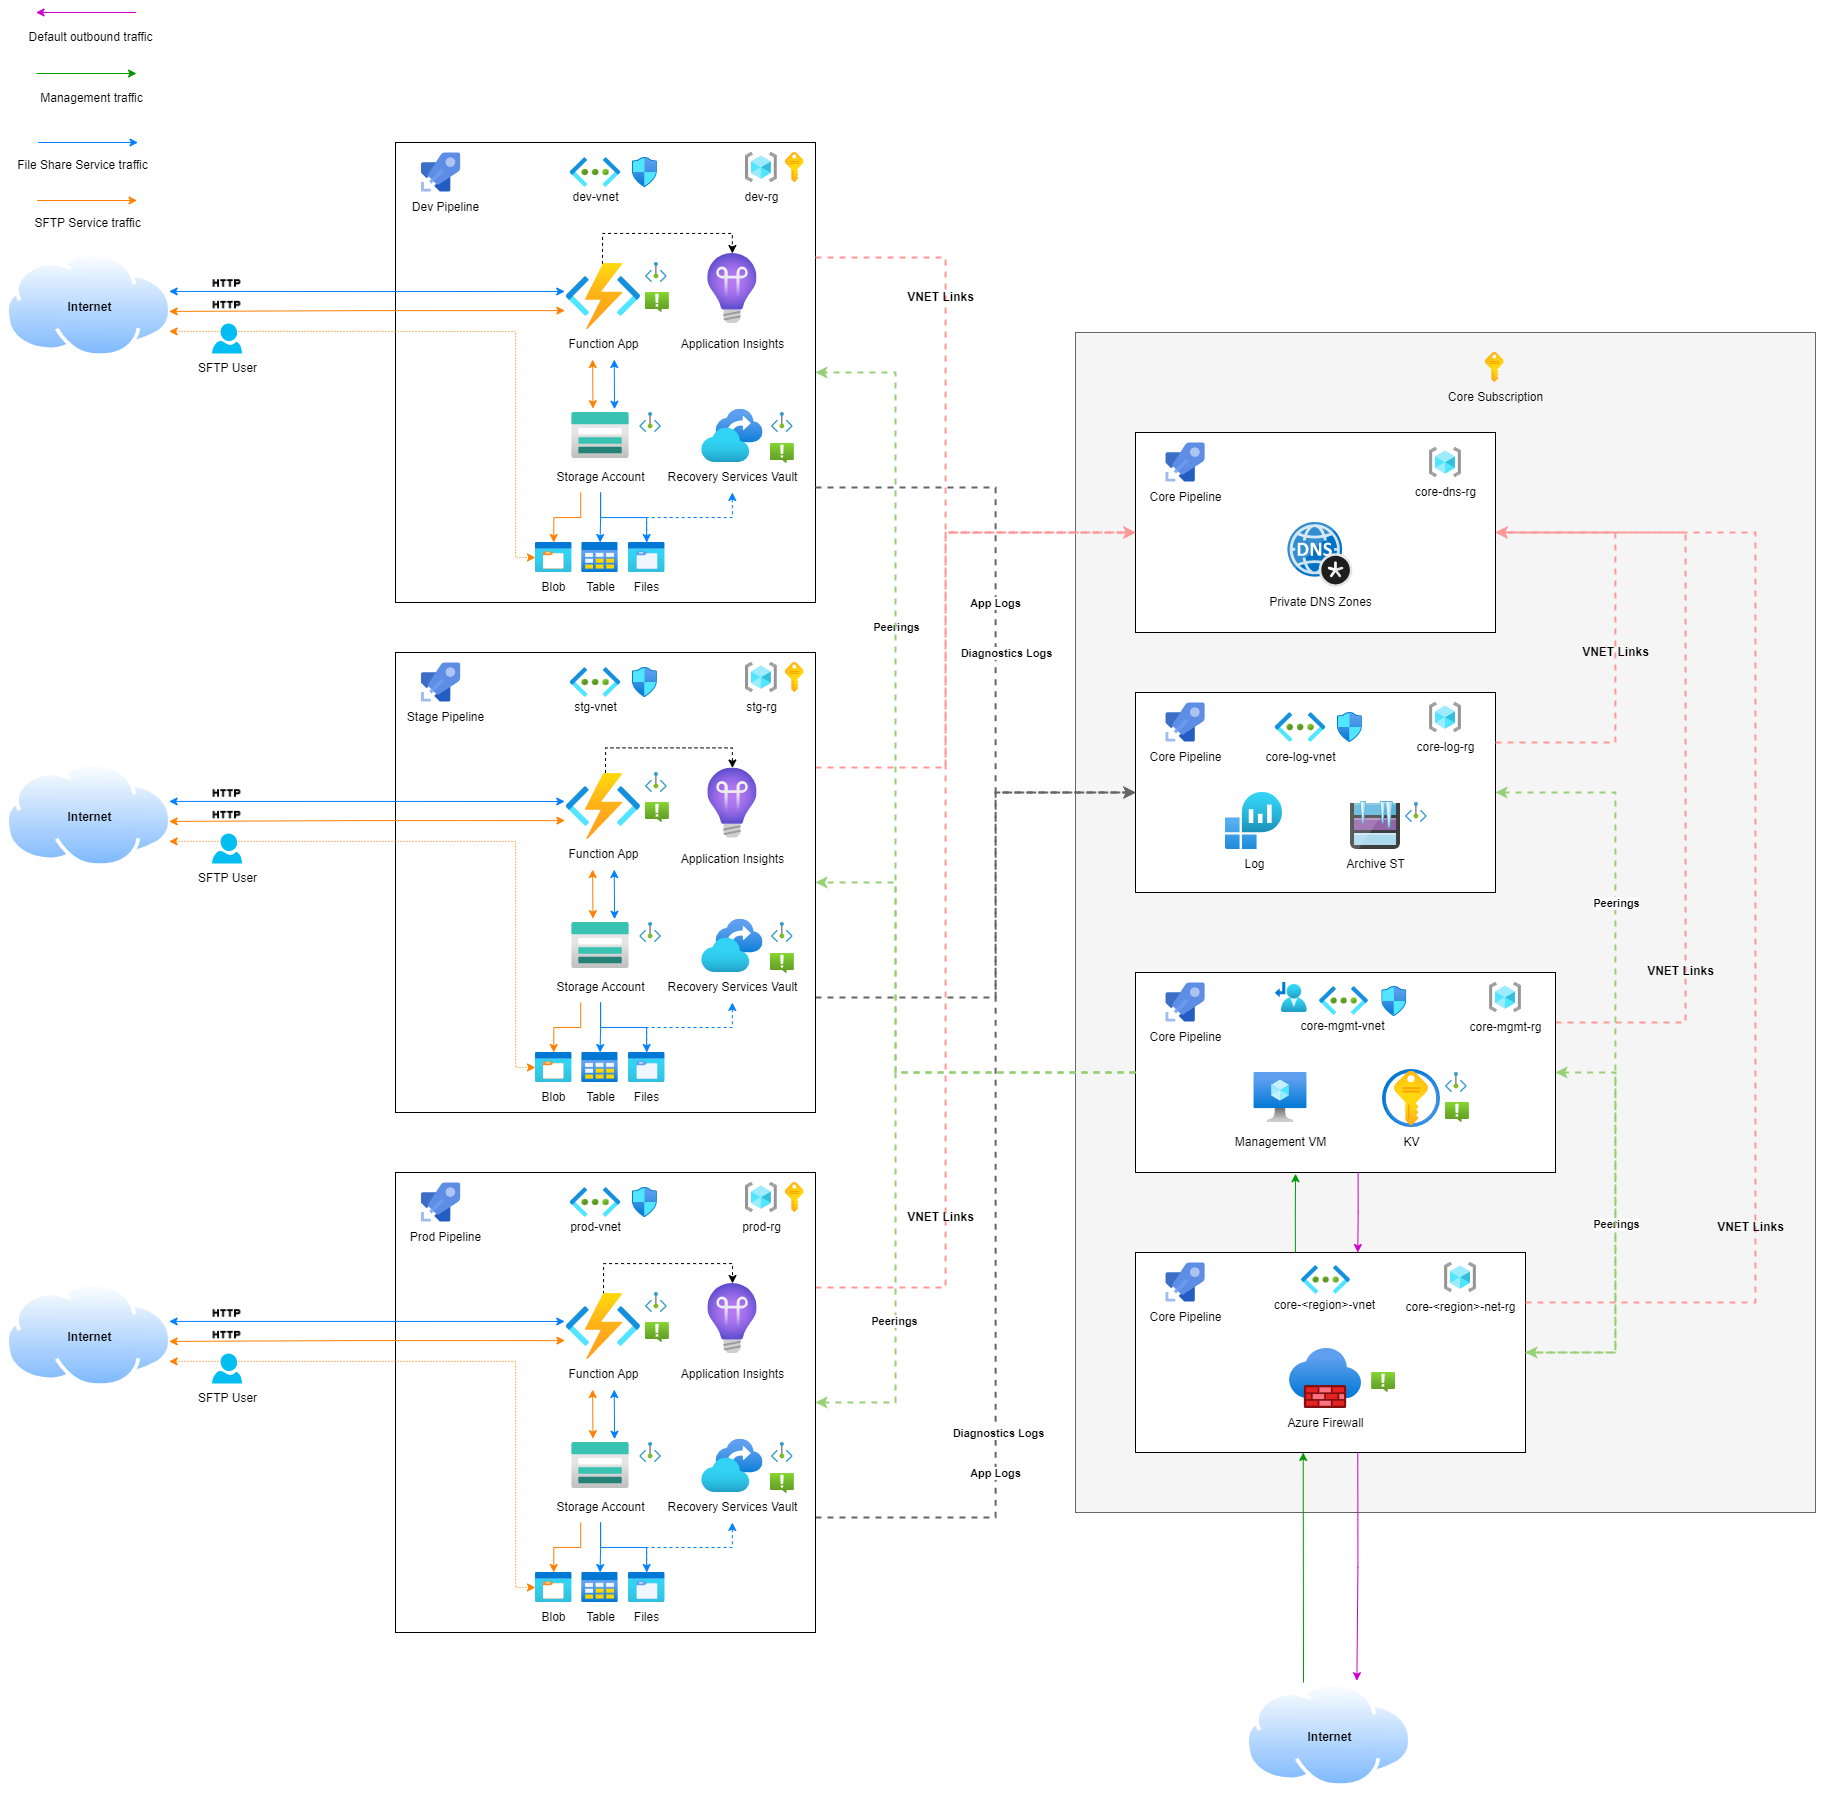 Default outbound traffic
Management traffic
File Share Service traffic
SFTP Service traffic
Internet
HTTP
HTTP
SFTP User
Dev Pipeline
dev-vnet
dev-rg
Function App
Application Insights
Storage Account
Recovery Services Vault
Blob
Table
Files
Internet
HTTP
HTTP
SFTP User
Stage Pipeline
stg-vnet
stg-rg
Function App
Application Insights
Storage Account
Recovery Services Vault
Blob
Table
Files
Internet
HTTP
HTTP
SFTP User
Prod Pipeline
prod-vnet
prod-rg
Function App
Application Insights
Storage Account
Recovery Services Vault
Blob
Table
Files
VNET Links
Peerings
App Logs
Diagnostics Logs
VNET Links
Peerings
Diagnostics Logs
App Logs
Core Subscription
Core Pipeline
core-dns-rg
DNS
Private DNS Zones
VNET Links
Core Pipeline
core-log-vnet
core-log-rg
Log
Archive ST
Peerings
VNET Links
Core Pipeline
core-mgmt-vnet
core-mgmt-rg
Management VM
KV
Peerings
VNET Links
Core Pipeline
core-<region>-vnet
core-<region>-net-rg
Azure Firewall
Internet